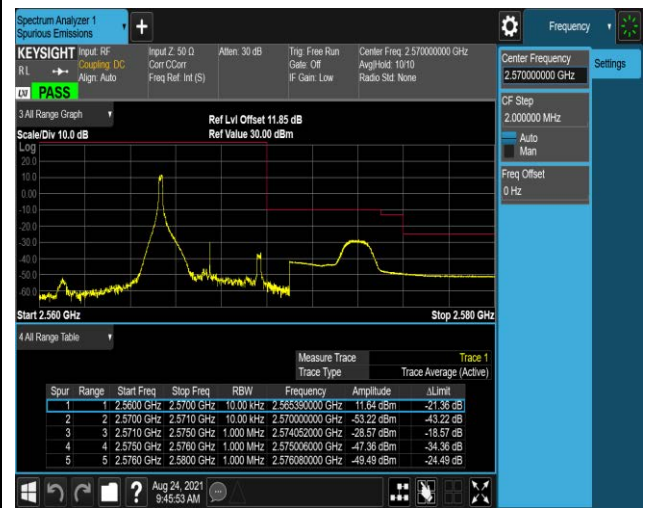 Spectrum Analyzer 1
Spurious Emissions
+
Frequency
KEYSIGHT Input: RF Input Z: 50 Ω Atten: 30 dB Trig: Free Run Center Freq: 2.570000000 GHz
RL Coupling: DC Corr CCorr Gate: Off Avg|Hold: 10/10
Align: Auto Freq Ref: Int (S) IF Gain: Low Radio Std: None
LXI PASS
Center Frequency
2.570000000 GHz
Settings
CF Step
2.000000 MHz
Auto
Man
Freq Offset
0 Hz
3 All Range Graph
Ref Lvl Offset 11.85 dB
Scale/Div 10.0 dB Ref Value 30.00 dBm
Log
20.0
10.0
0.00
-10.0
-20.0
-30.0
-40.0
-50.0
-60.0
Start 2.560 GHz Stop 2.580 GHz
4 All Range Table
Measure Trace Trace 1
Trace Type Trace Average (Active)
Spur Range Start Freq Stop Freq RBW Frequency Amplitude ΔLimit
1 1 2.5600 GHz 2.5700 GHz 10.00 kHz 2.565390000 GHz 11.64 dBm -21.36 dB
2 2 2.5700 GHz 2.5710 GHz 10.00 kHz 2.570000000 GHz -53.22 dBm -43.22 dB
3 3 2.5710 GHz 2.5750 GHz 1.000 MHz 2.574052000 GHz -28.57 dBm -18.57 dB
4 4 2.5750 GHz 2.5760 GHz 1.000 MHz 2.575006000 GHz -47.36 dBm -34.36 dB
5 5 2.5760 GHz 2.5800 GHz 1.000 MHz 2.576080000 GHz -49.49 dBm -24.49 dB
? Aug 24, 2021
9:45:53 AM